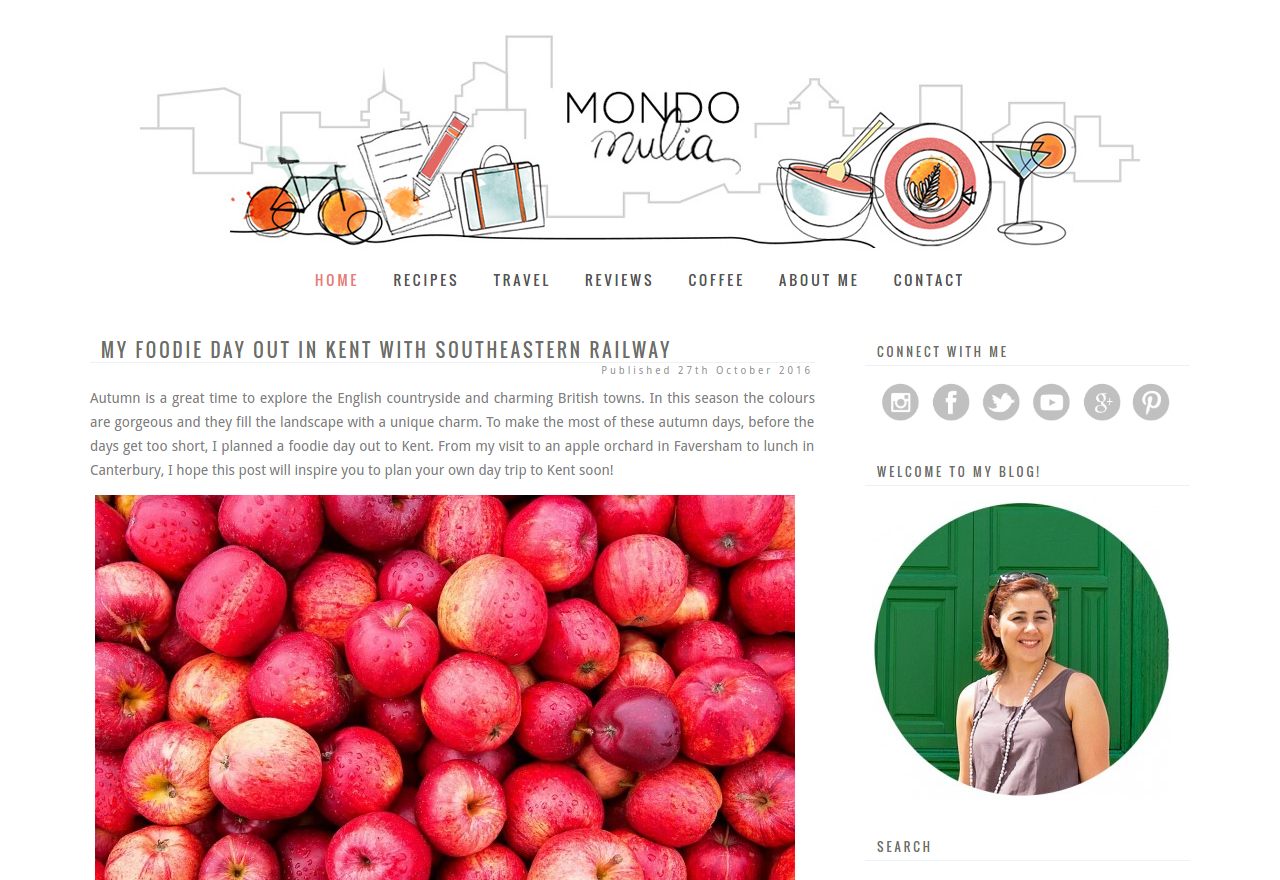 MONDO
mulia
HOME RECIPES TRAVEL REVIEWS COFFEE ABOUT ME CONTACT
MY FOODIE DAY OUT IN KENT WITH SOUTHEASTERN RAILWAY
Published 27th October 2016
Autumn is a great time to explore the English countryside and charming British towns. In this season the colours
are gorgeous and they fill the landscape with a unique charm. To make the most of these autumn days, before the
days get too short, I planned a foodie day out to Kent. From my visit to an apple orchard in Faversham to lunch in
Canterbury, I hope this post will inspire you to plan your own day trip to Kent soon!
CONNECT WITH ME
WELCOME TO MY BLOG!
SEARCH